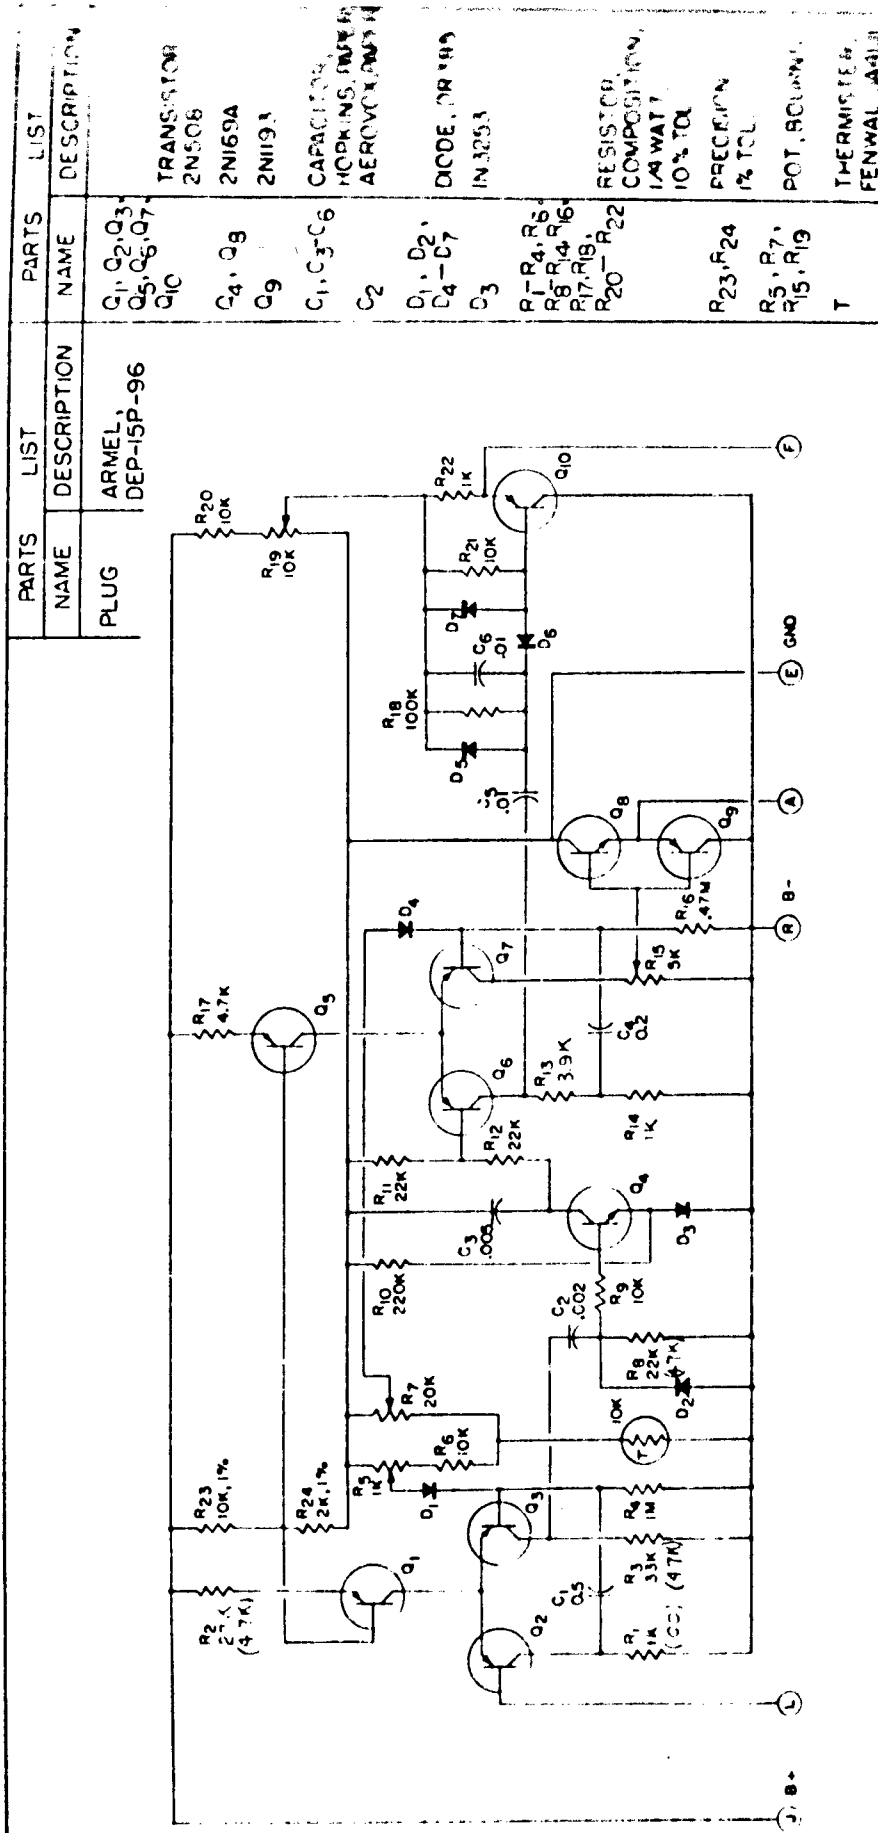 PARTS LIST
NAME DESCRIPTION
PLUG ARMEL,
DEP-15P-96
PARTS LIST
NAME DESCRIPTION
Q1, Q2, Q3, TRANSISTOR
Q5, Q6, Q7, 2N508
Q10
Q4, Q8 2N169A
Q9 2N1193
C1, C3-C6 CAPACITOR,
HOPKINS, PAPER
C2 AEROVOX,
D1, D2, DIODE,
D4-D7
D3 IN3253
R1-R4, R6, RESISTOR,
R8-R14, R16, COMPOSITION,
R17, R18, 1/4 WATT
R20-R22 10% TOL
R23, R24 PRECISION
1% TOL
R5, R7, POT, BOURNS
R15, R19
T THERMISTER,
FENWAL
R20
10K
R19
10K
R22
1K
Q10
R21
10K
D7
C6
.01
D6
R18
100K
D5
C5
.01
F
E GND
Q8
Q9
A
R B-
D4
R17
4.7K
Q5
Q7
Q6
R16
.47M
R15
5K
C4
0.2
R13
3.9K
R14
1K
R12
22K
R11
22K
C3
.005
Q4
D3
R10
220K
C2
.002
R9
10K
R8
22K
(47K)
D2
R7
20K
10K
T
R6
10K
R5
1K
D1
R23
10K, 1%
R24
2K, 1%
Q3
R4
1M
R3
33K
(47K)
R2
(4.7K)
Q1
C1
0.5
Q2
R1
1K
L
J B+